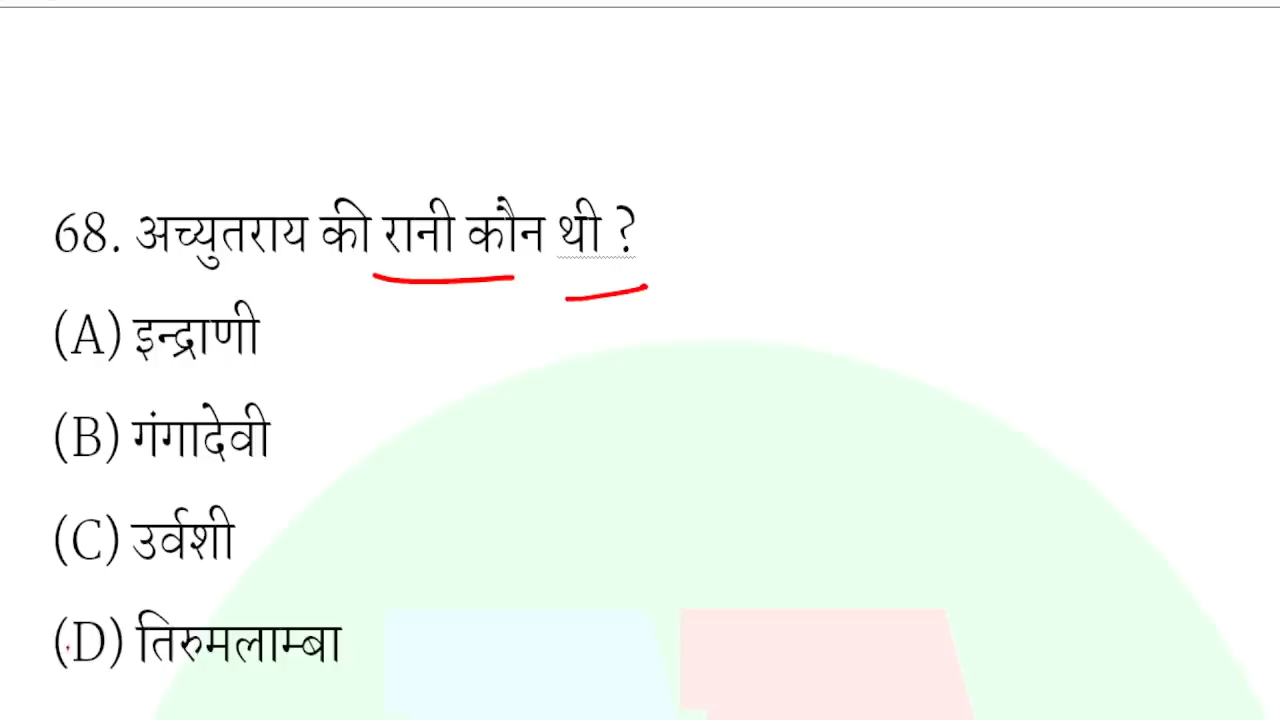 68. अच्युतराय की रानी कौन थी ?
(A) इन्द्राणी
(B) गंगादेवी
(C) उर्वशी
(D) तिरुमलाम्बा